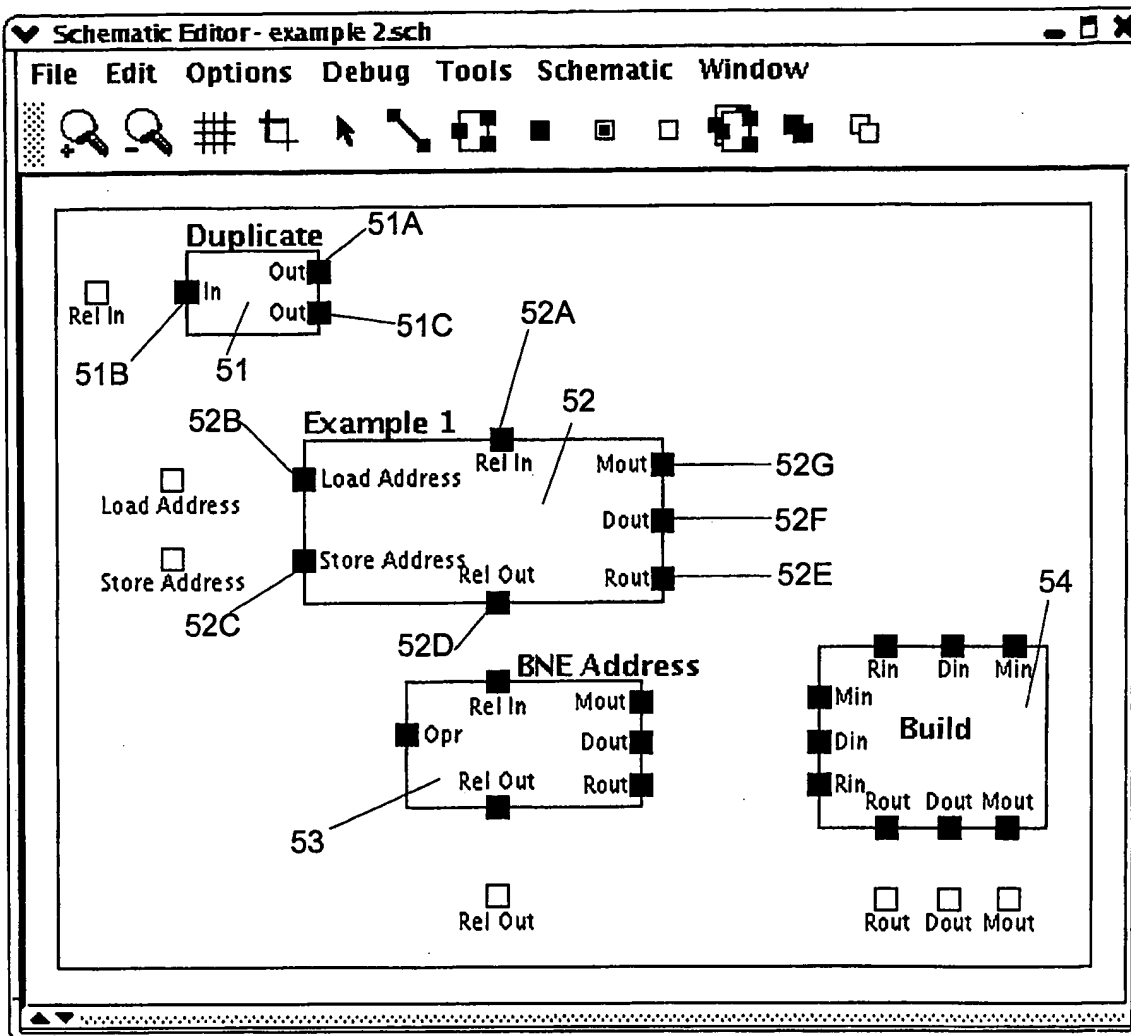 Schematic Editor - example 2.sch
File Edit Options Debug Tools Schematic Window
+ -
Duplicate
51A
Out
In
Rel In
Out
51C
52A
51B
51
52
52B
Example 1
Rel In
Mout
52G
Load Address
Load Address
Dout
52F
Store Address
Rel Out
Store Address
Rout
52E
54
52C
52D
BNE Address
Rin Din Min
Rel In
Mout
Min
Opr
Build
Dout
Din
Rel Out
Rout
Rin
Rout Dout Mout
53
Rel Out
Rout Dout Mout